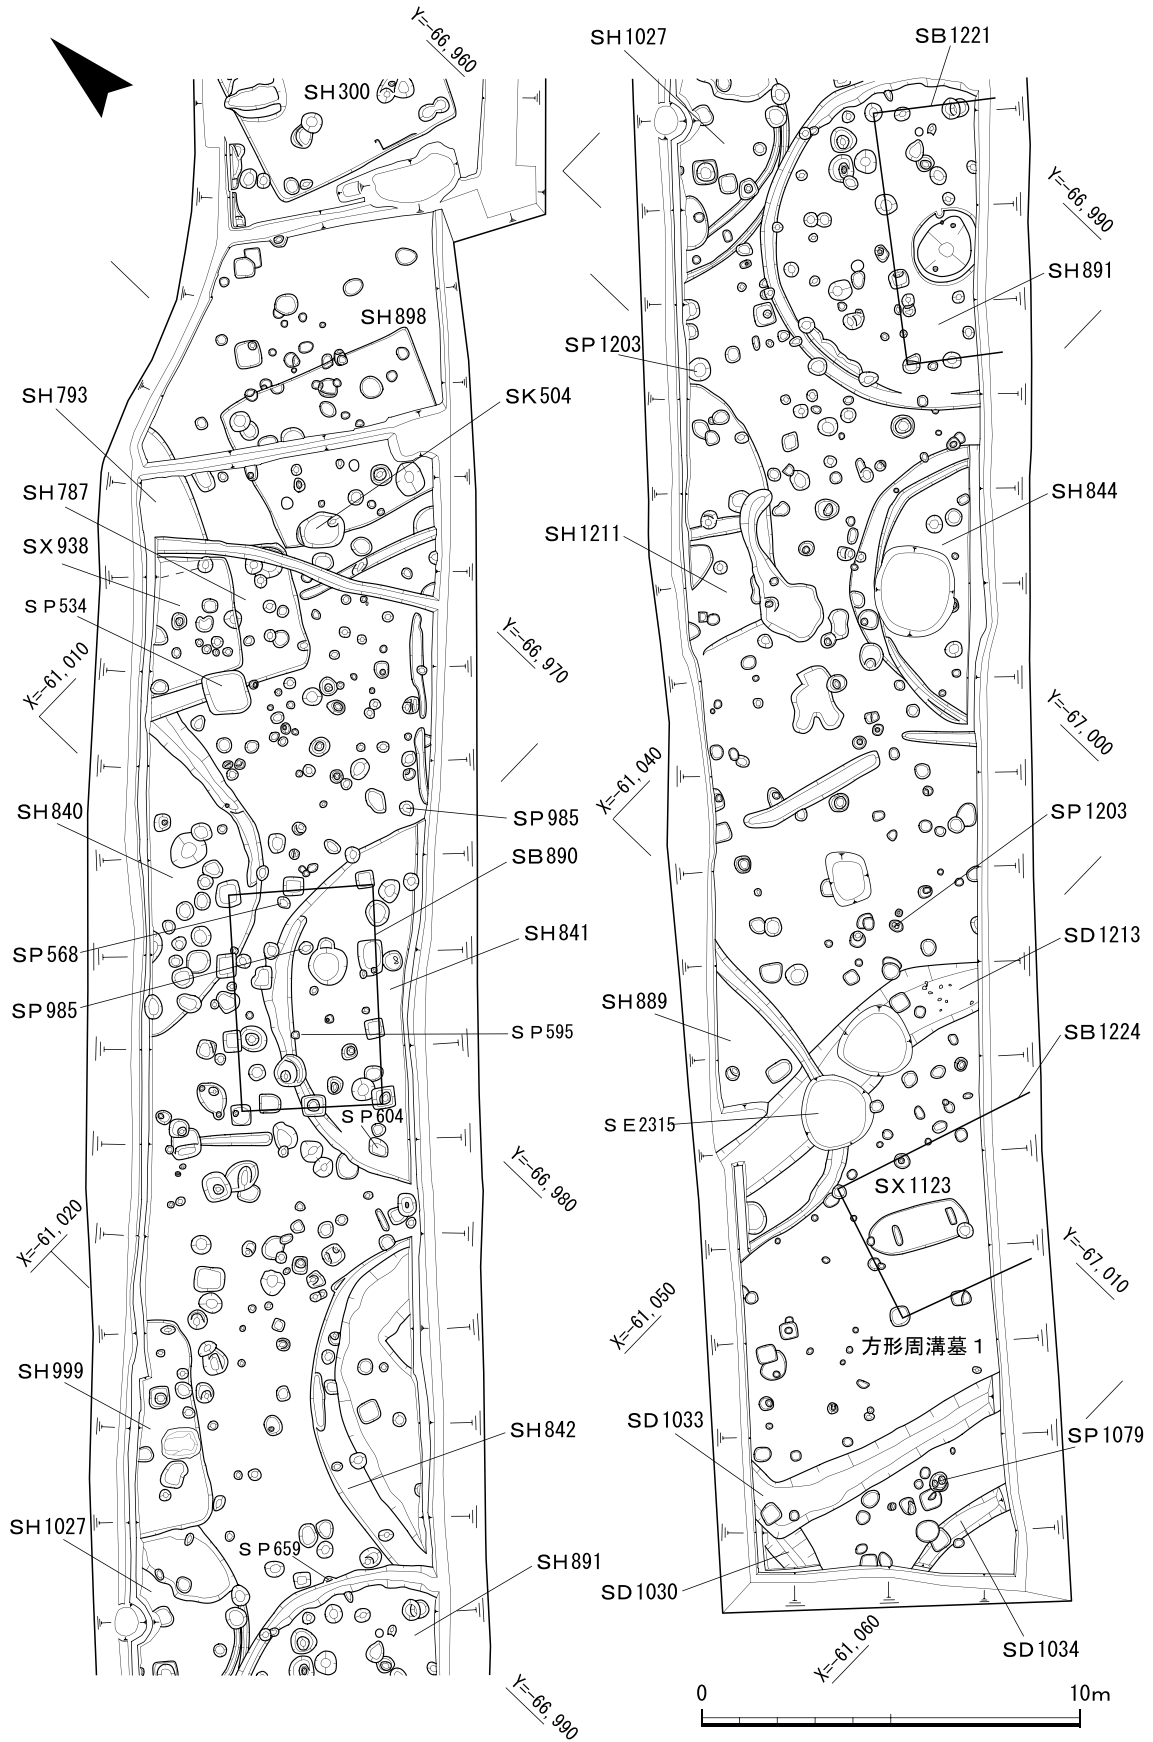 Y=-66,960
SH300
SH898
SH793
SK504
SH787
SX938
SP534
X=-61,010
Y=-66,970
SH840
SP985
SB890
SP568
SH841
SP985
SP595
SP604
Y=-66,980
X=-61,020
SH999
SH842
SH1027
SP659
SH891
Y=-66,990
SH1027
SB1221
Y=-66,990
SH891
SP1203
SH844
SH1211
Y=-67,000
X=-61,040
SP1203
SD1213
SH889
SB1224
SE2315
SX1123
Y=-67,010
X=-61,050
方形周溝墓1
SD1033
SP1079
SD1030
SD1034
X=-61,060
0 10m